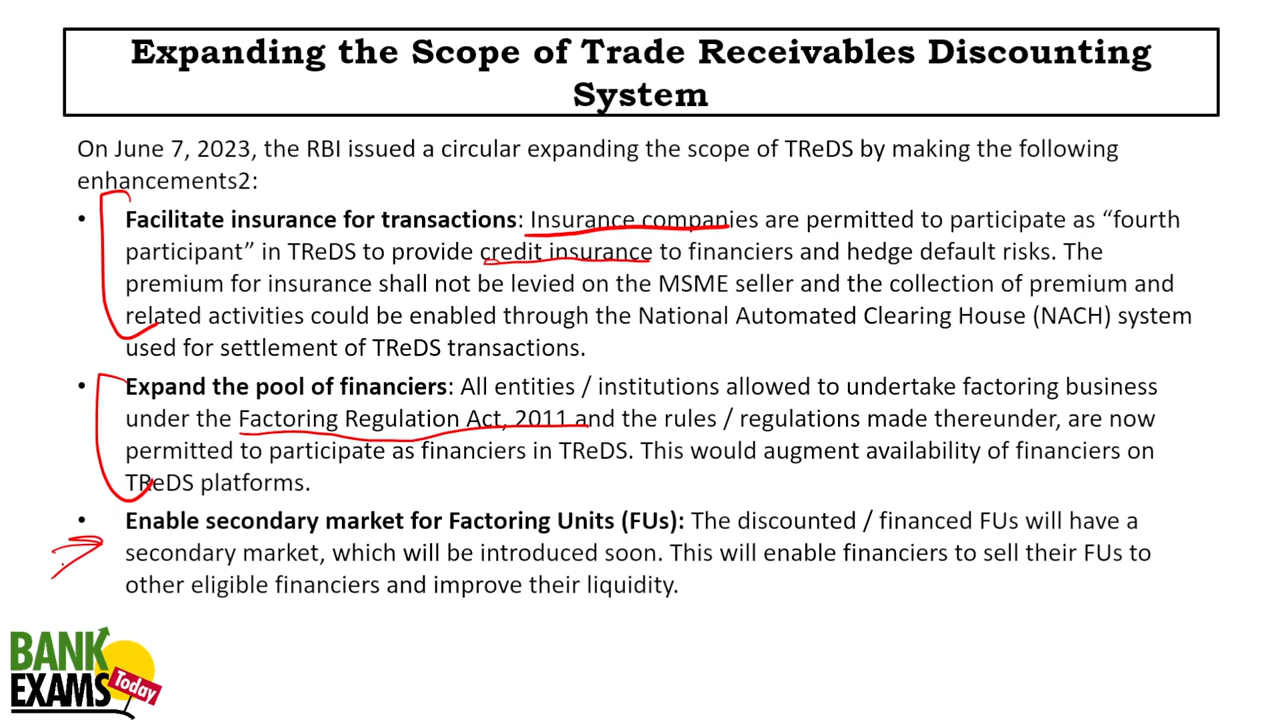 Expanding the Scope of Trade Receivables Discounting
System
On June 7, 2023, the RBI issued a circular expanding the scope of TReDS by making the following
enhancements2:
• Facilitate insurance for transactions: Insurance companies are permitted to participate as “fourth
participant” in TReDS to provide credit insurance to financiers and hedge default risks. The
premium for insurance shall not be levied on the MSME seller and the collection of premium and
related activities could be enabled through the National Automated Clearing House (NACH) system
used for settlement of TReDS transactions.
• Expand the pool of financiers: All entities / institutions allowed to undertake factoring business
under the Factoring Regulation Act, 2011 and the rules / regulations made thereunder, are now
permitted to participate as financiers in TReDS. This would augment availability of financiers on
TReDS platforms.
• Enable secondary market for Factoring Units (FUs): The discounted / financed FUs will have a
secondary market, which will be introduced soon. This will enable financiers to sell their FUs to
other eligible financiers and improve their liquidity.
BANK
EXAMS
Today